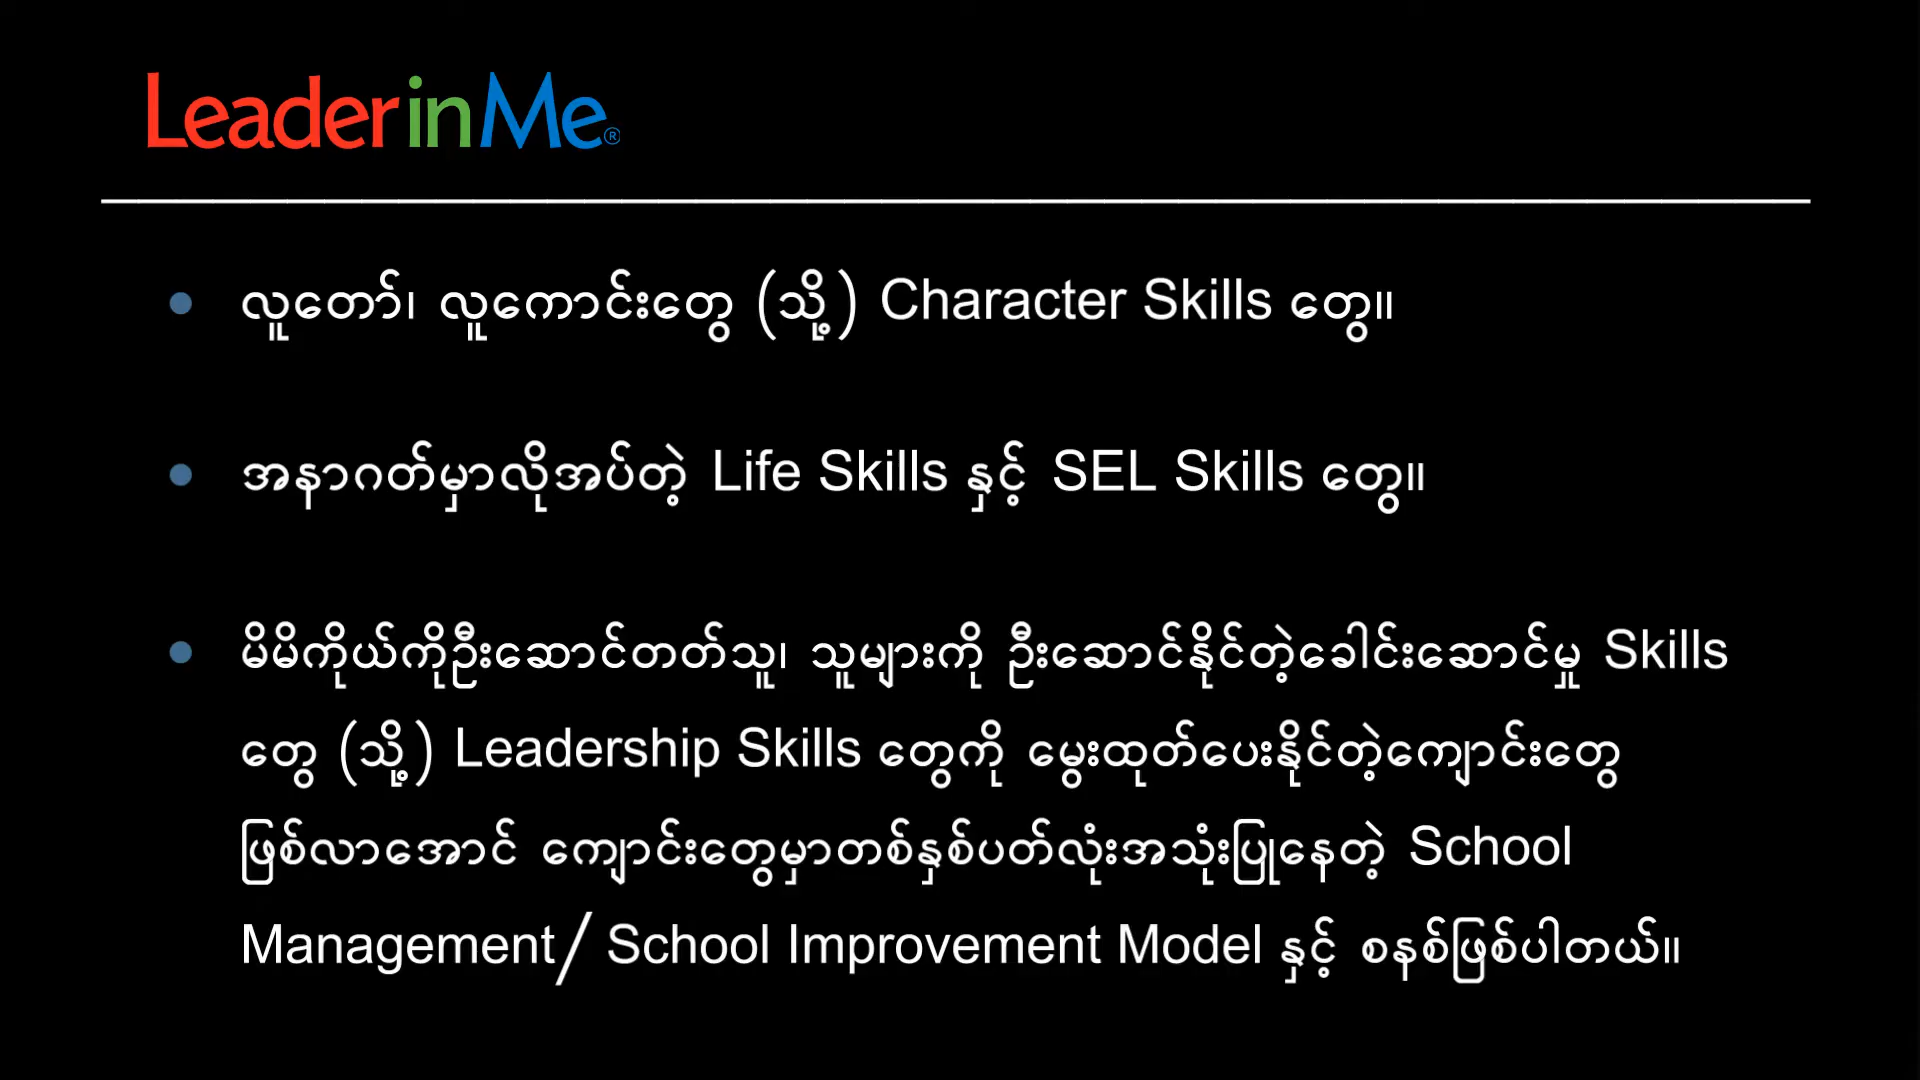 LeaderinMe®
လူတော်၊ လူကောင်းတွေ (သို့) Character Skills တွေ။
အနာဂတ်မှာလိုအပ်တဲ့ Life Skills နှင့် SEL Skills တွေ။
မိမိကိုယ်ကိုဦးဆောင်တတ်သူ၊ သူများကို ဦးဆောင်နိုင်တဲ့ခေါင်းဆောင်မှု Skills
တွေ (သို့) Leadership Skills တွေကို မွေးထုတ်ပေးနိုင်တဲ့ကျောင်းတွေ
ဖြစ်လာအောင် ကျောင်းတွေမှာတစ်နှစ်ပတ်လုံးအသုံးပြုနေတဲ့ School
Management/ School Improvement Model နှင့် စနစ်ဖြစ်ပါတယ်။